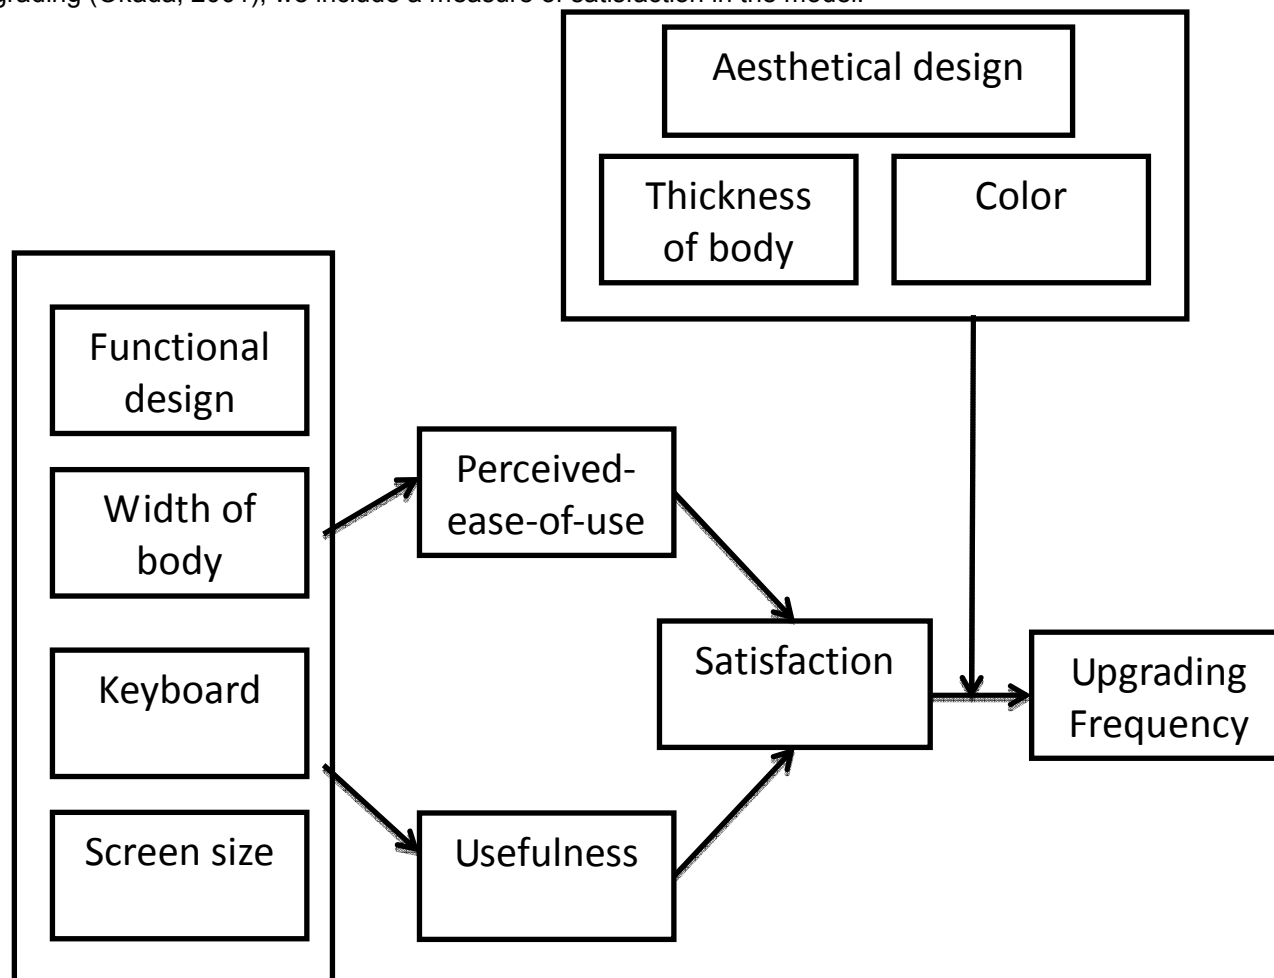 grading (Okada, 2001), we include a measure of satisfaction in the model.
Aesthetical design
Thickness
of body
Color
Functional
design
Width of
body
Keyboard
Screen size
Perceived-
ease-of-use
Usefulness
Satisfaction
Upgrading
Frequency